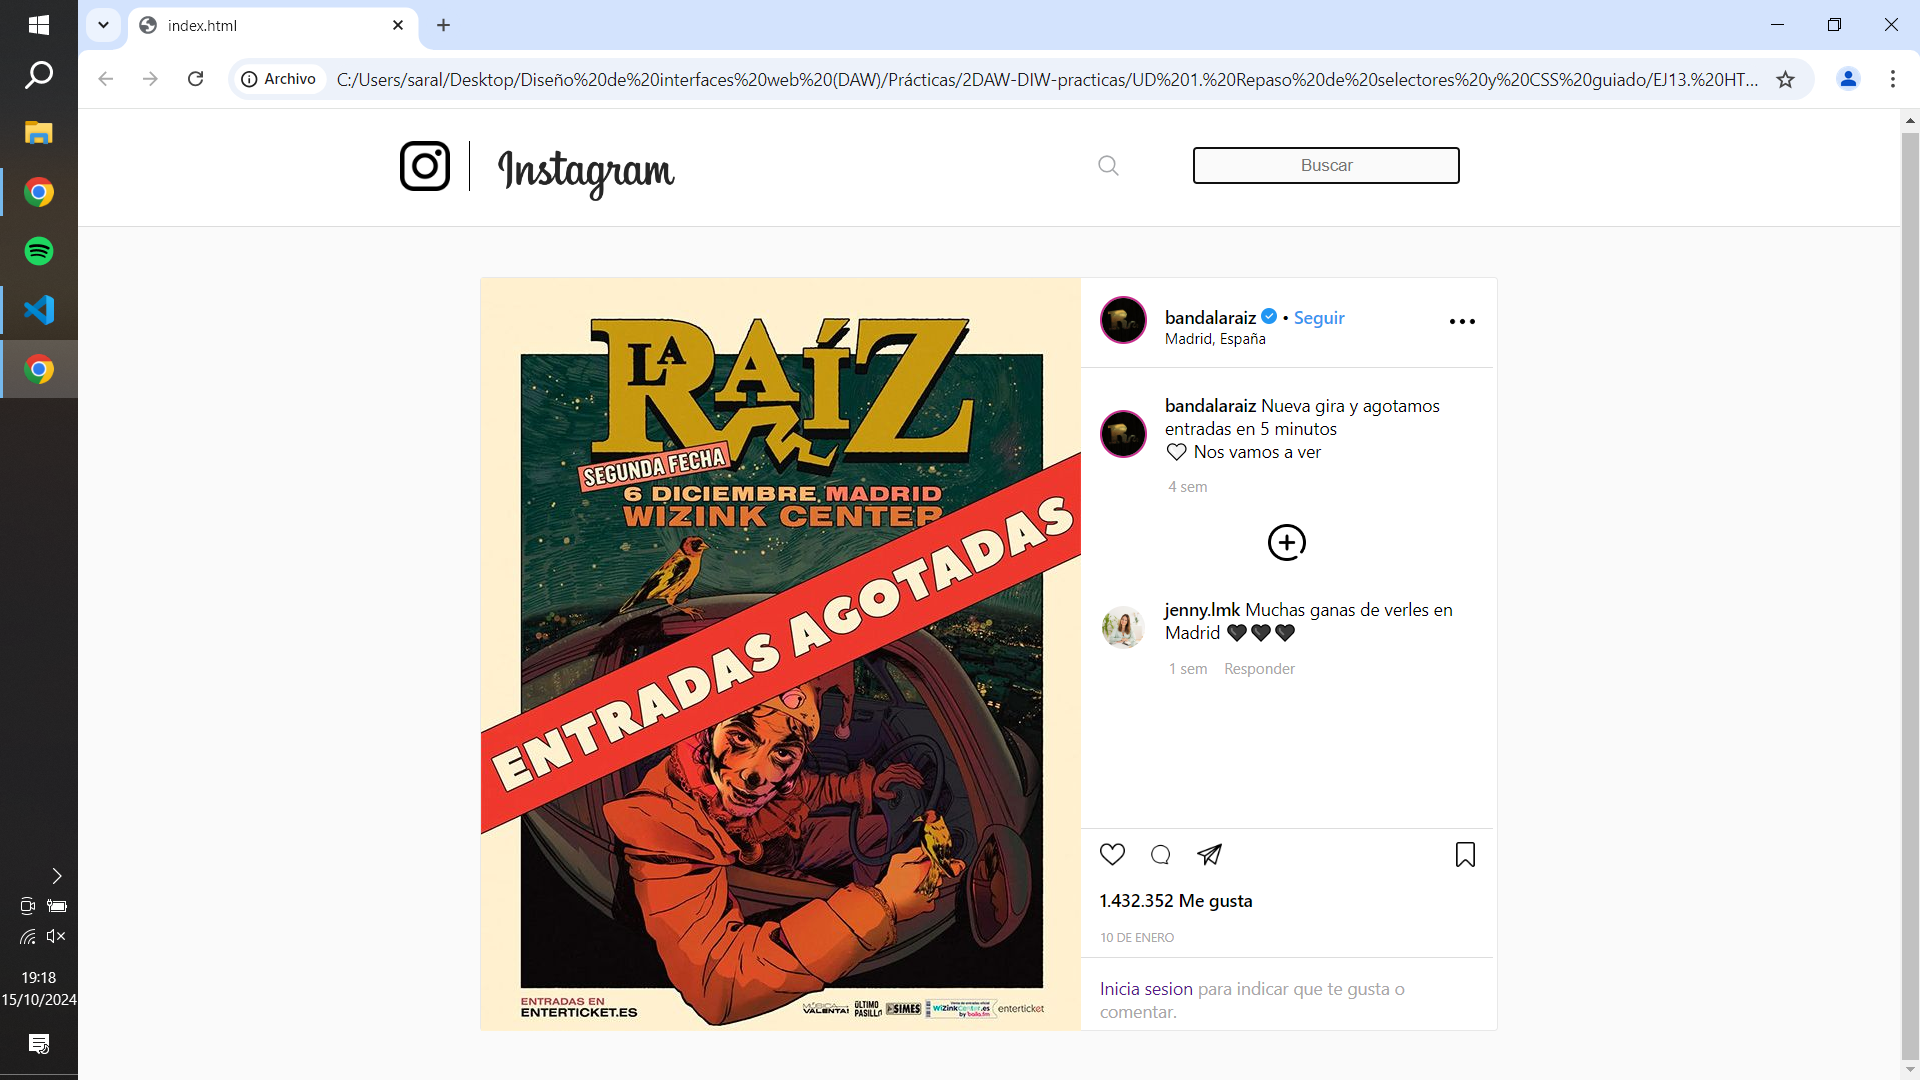 index.html
Archivo
C:/Users/saral/Desktop/Diseño%20de%20interfaces%20web%20(DAW)/Prácticas/2DAW-DIW-practicas/UD%201.%20Repaso%20de%20selectores%20y%20CSS%20guiado/EJ13.%20HT...
Instagram
Buscar
LA RAÍZ
SEGUNDA FECHA
6 DICIEMBRE MADRID
WIZINK CENTER
ENTRADAS AGOTADAS
ENTRADAS EN
ENTERTICKET.ES
MÚSICA VALENTA!
ÚLTIMO PASILLO
SIMES
WiZinkCenter.es
enterticket
bandalaraiz • Seguir
Madrid, España
bandalaraiz Nueva gira y agotamos
entradas en 5 minutos
Nos vamos a ver
4 sem
jenny.lmk Muchas ganas de verles en
Madrid 🖤🖤🖤
1 sem Responder
1.432.352 Me gusta
10 DE ENERO
Inicia sesion para indicar que te gusta o
comentar.
19:18
15/10/2024